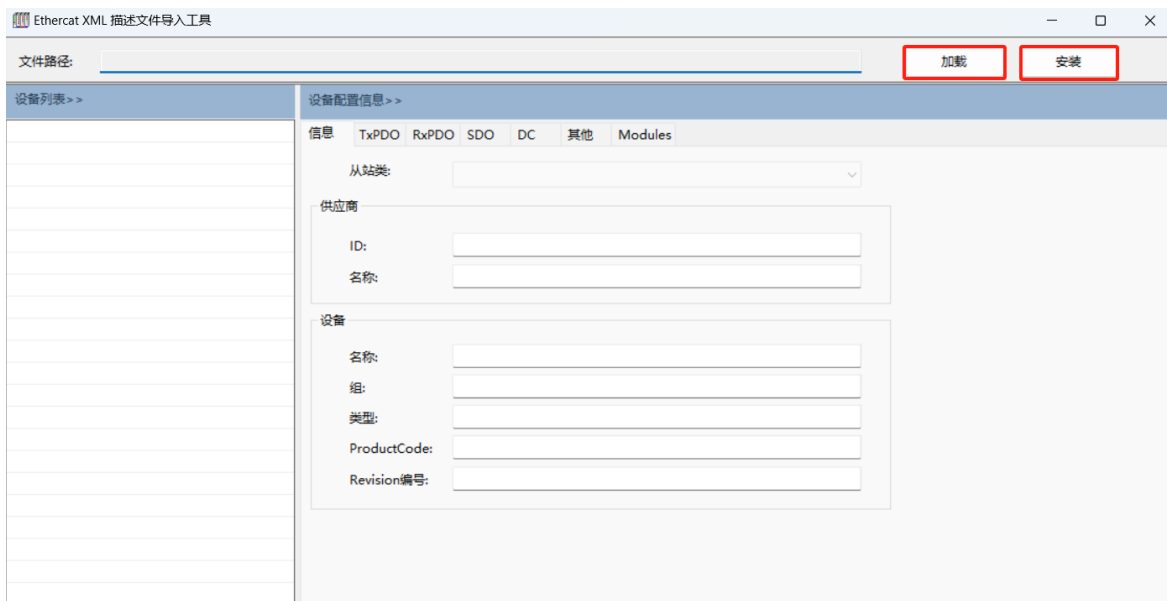 Ethercat XML 描述文件导入工具
文件路径:
加载
安装
设备列表>>
设备配置信息>>
信息 TxPDO RxPDO SDO DC 其他 Modules
从站类:
供应商
ID:
名称:
设备
名称:
组:
类型:
ProductCode:
Revision编号: